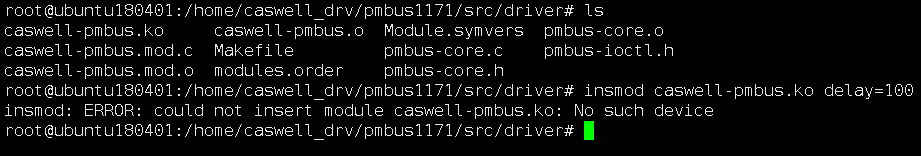 root@ubuntu180401:/home/caswell_drv/pmbus1171/src/driver# ls
caswell-pmbus.ko     caswell-pmbus.o  Module.symvers  pmbus-core.o
caswell-pmbus.mod.c  Makefile         pmbus-core.c    pmbus-ioctl.h
caswell-pmbus.mod.o  modules.order    pmbus-core.h
root@ubuntu180401:/home/caswell_drv/pmbus1171/src/driver# insmod caswell-pmbus.ko delay=100
insmod: ERROR: could not insert module caswell-pmbus.ko: No such device
root@ubuntu180401:/home/caswell_drv/pmbus1171/src/driver#